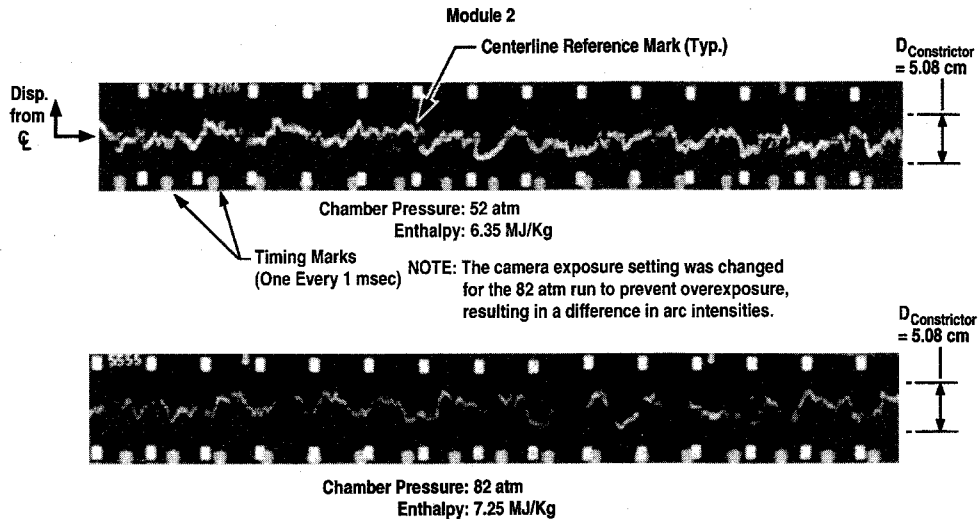 Module 2
Centerline Reference Mark (Typ.)
D Constrictor
= 5.08 cm
Disp.
from
℄
Chamber Pressure: 52 atm
Enthalpy: 6.35 MJ/Kg
Timing Marks
(One Every 1 msec)
NOTE: The camera exposure setting was changed
for the 82 atm run to prevent overexposure,
resulting in a difference in arc intensities.
D Constrictor
= 5.08 cm
Chamber Pressure: 82 atm
Enthalpy: 7.25 MJ/Kg